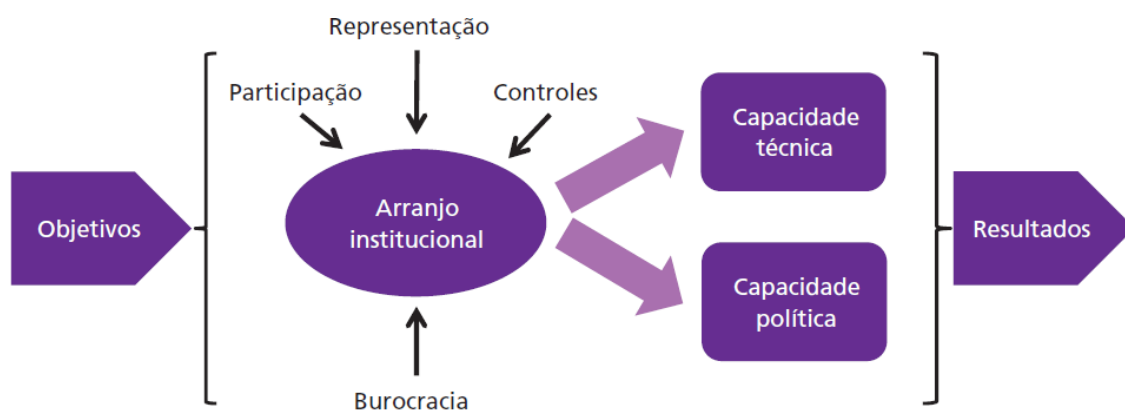 Representação
Participação
Controles
Objetivos
Arranjo
institucional
Burocracia
Capacidade
técnica
Capacidade
política
Resultados